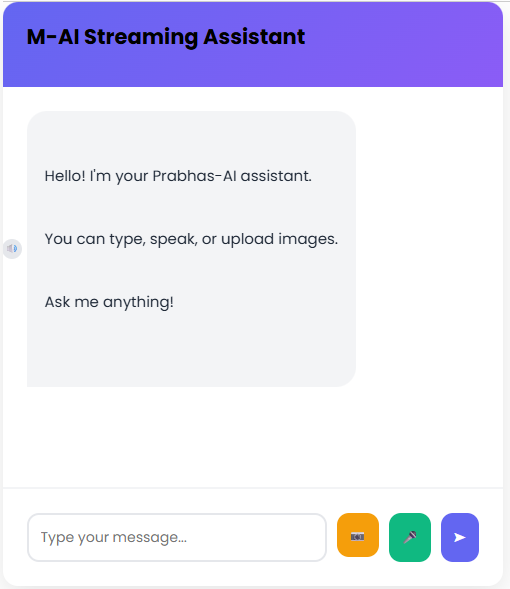 M-AI Streaming Assistant
Hello! I'm your Prabhas-AI assistant.
You can type, speak, or upload images.
Ask me anything!
Type your message...